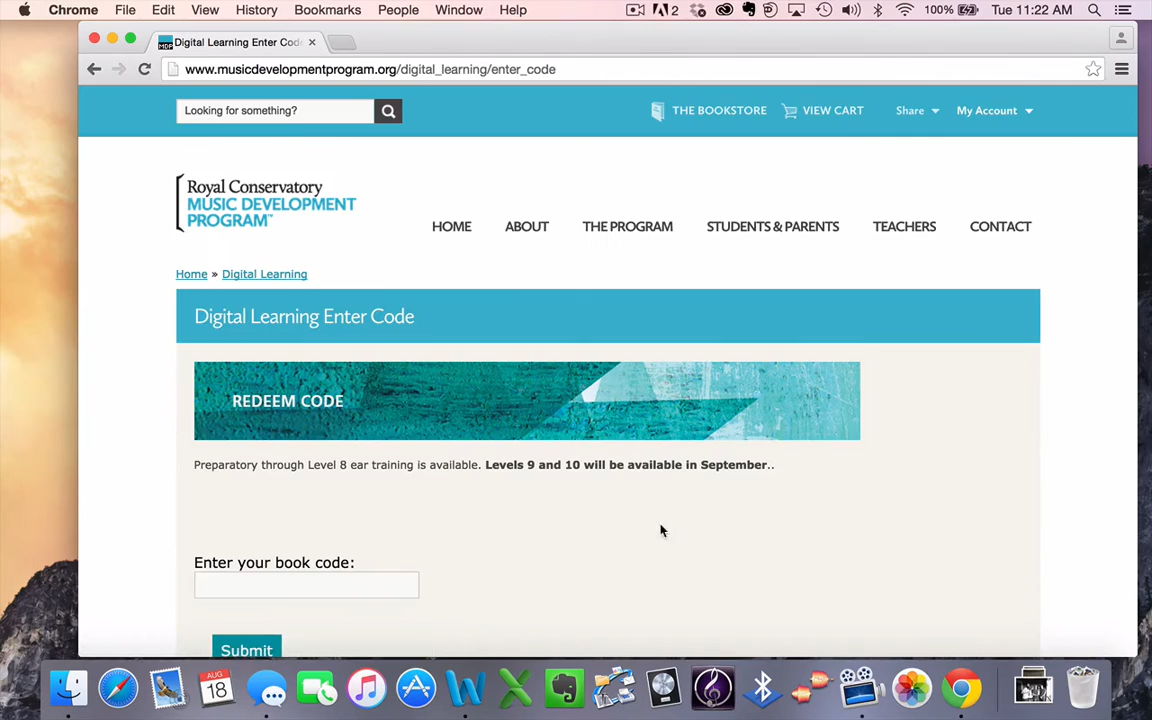 Chrome File Edit View History Bookmarks People Window Help 2 100% Tue 11:22 AM
MDP Digital Learning Enter Cod
www.musicdevelopmentprogram.org/digital_learning/enter_code
Looking for something? THE BOOKSTORE VIEW CART Share My Account
Royal Conservatory
MUSIC DEVELOPMENT
PROGRAM™
HOME ABOUT THE PROGRAM STUDENTS & PARENTS TEACHERS CONTACT
Home » Digital Learning
Digital Learning Enter Code
REDEEM CODE
Preparatory through Level 8 ear training is available. Levels 9 and 10 will be available in September..
Enter your book code:
Submit
AUG
18